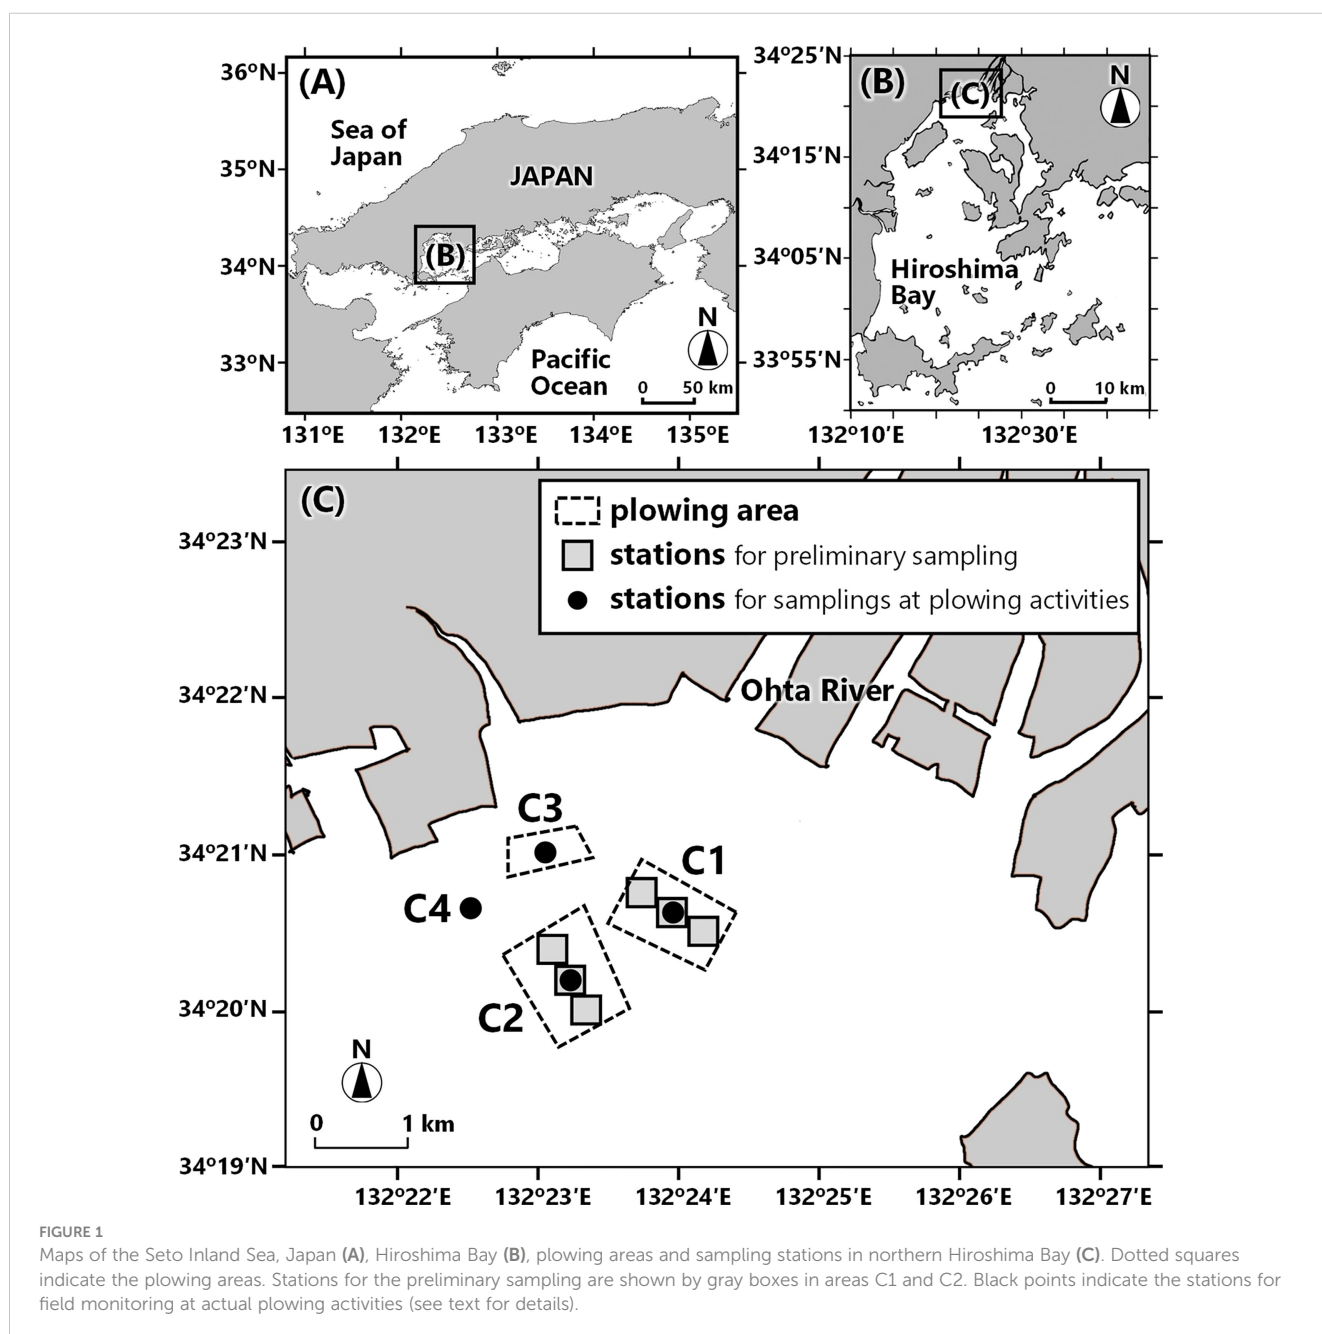 (A)
36°N
35°N
34°N
33°N
Sea of
Japan
JAPAN
(B)
Pacific
Ocean
N
0 50 km
131°E 132°E 133°E 134°E 135°E
(B)
34°25′N
34°15′N
34°05′N
33°55′N
(C)
N
Hiroshima
Bay
0 10 km
132°10′E 132°30′E
(C)
plowing area
stations for preliminary sampling
stations for samplings at plowing activities
34°23′N
34°22′N
34°21′N
34°20′N
34°19′N
Ohta River
C3
C1
C4
C2
N
0 1 km
132°22′E 132°23′E 132°24′E 132°25′E 132°26′E 132°27′E
FIGURE 1
Maps of the Seto Inland Sea, Japan (A), Hiroshima Bay (B), plowing areas and sampling stations in northern Hiroshima Bay (C). Dotted squares
indicate the plowing areas. Stations for the preliminary sampling are shown by gray boxes in areas C1 and C2. Black points indicate the stations for
field monitoring at actual plowing activities (see text for details).